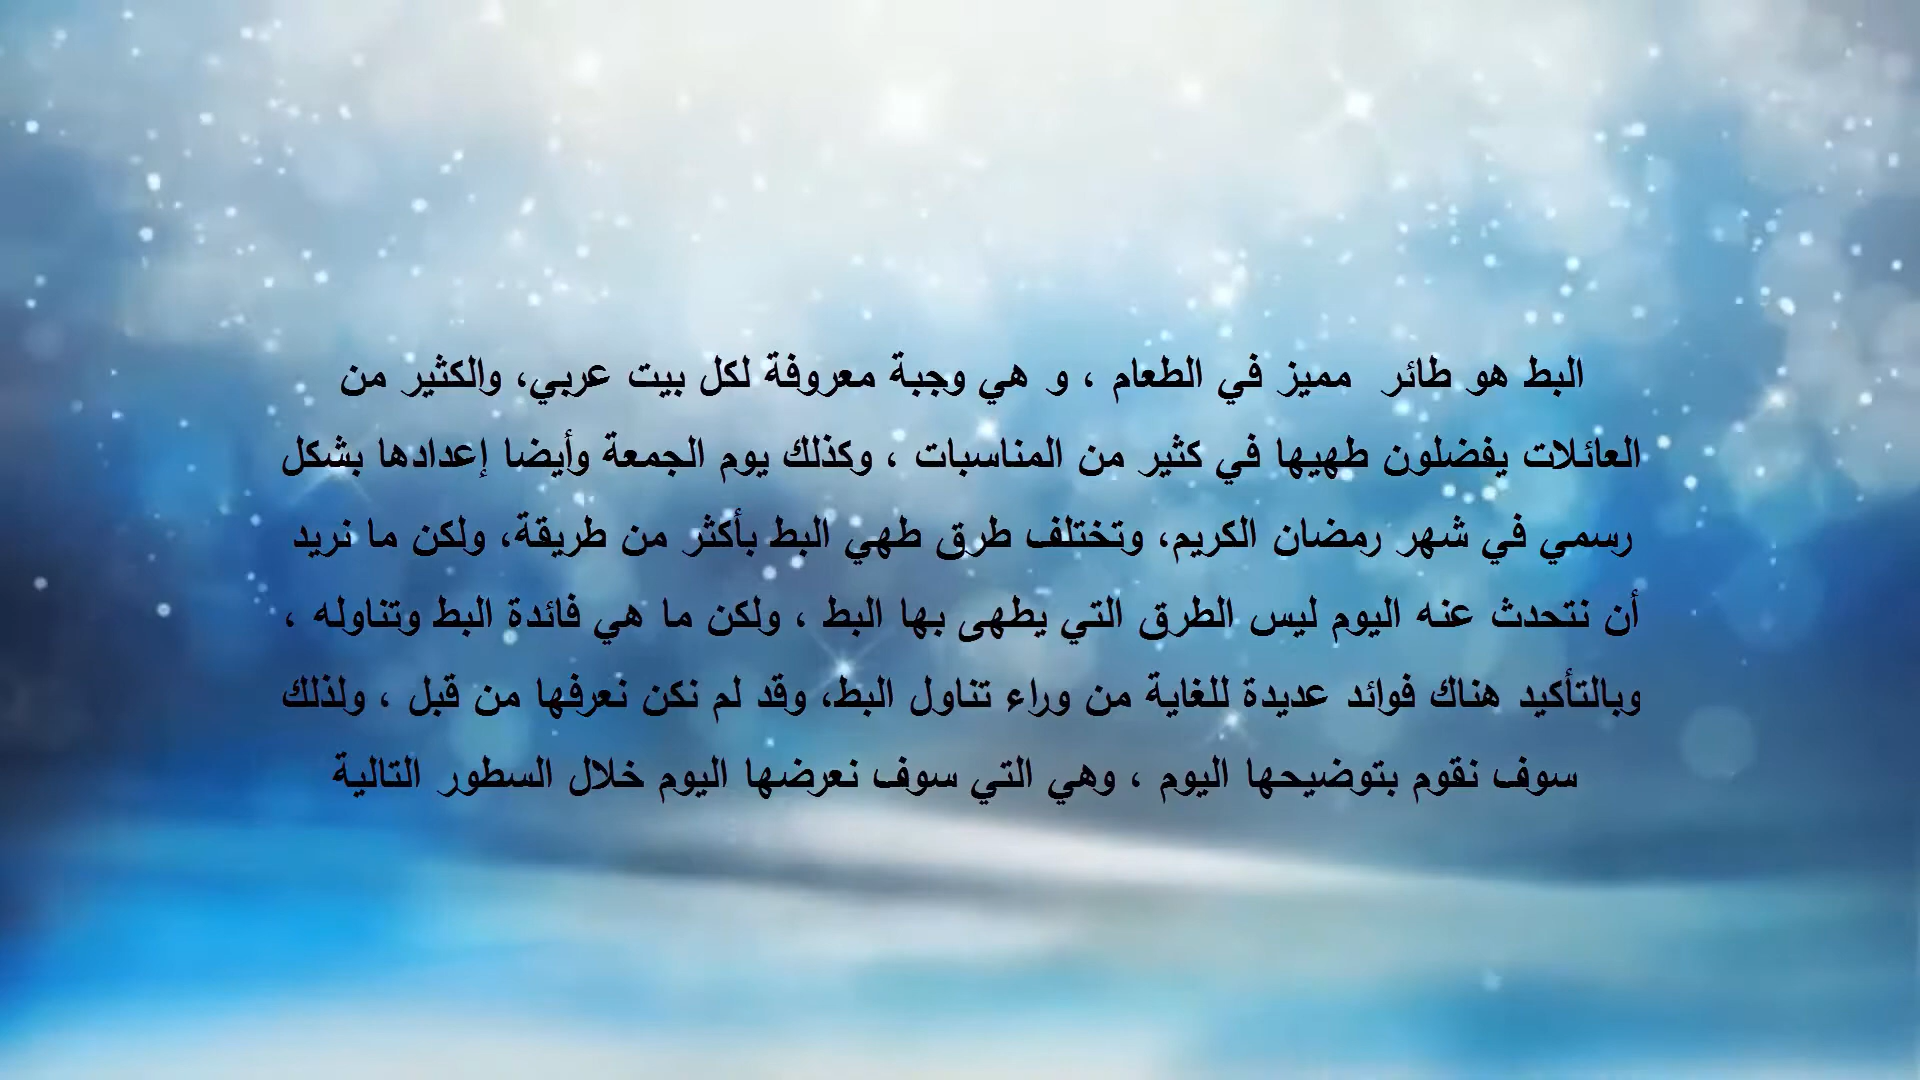 البط هو طائر  مميز في الطعام ، و هي وجبة معروفة لكل بيت عربي، والكثير من
العائلات يفضلون طهيها في كثير من المناسبات ، وكذلك يوم الجمعة وأيضا إعدادها بشكل
رسمي في شهر رمضان الكريم، وتختلف طرق طهي البط بأكثر من طريقة، ولكن ما نريد
أن نتحدث عنه اليوم ليس الطرق التي يطهى بها البط ، ولكن ما هي فائدة البط وتناوله ،
وبالتأكيد هناك فوائد عديدة للغاية من وراء تناول البط، وقد لم نكن نعرفها من قبل ، ولذلك
سوف نقوم بتوضيحها اليوم ، وهي التي سوف نعرضها اليوم خلال السطور التالية